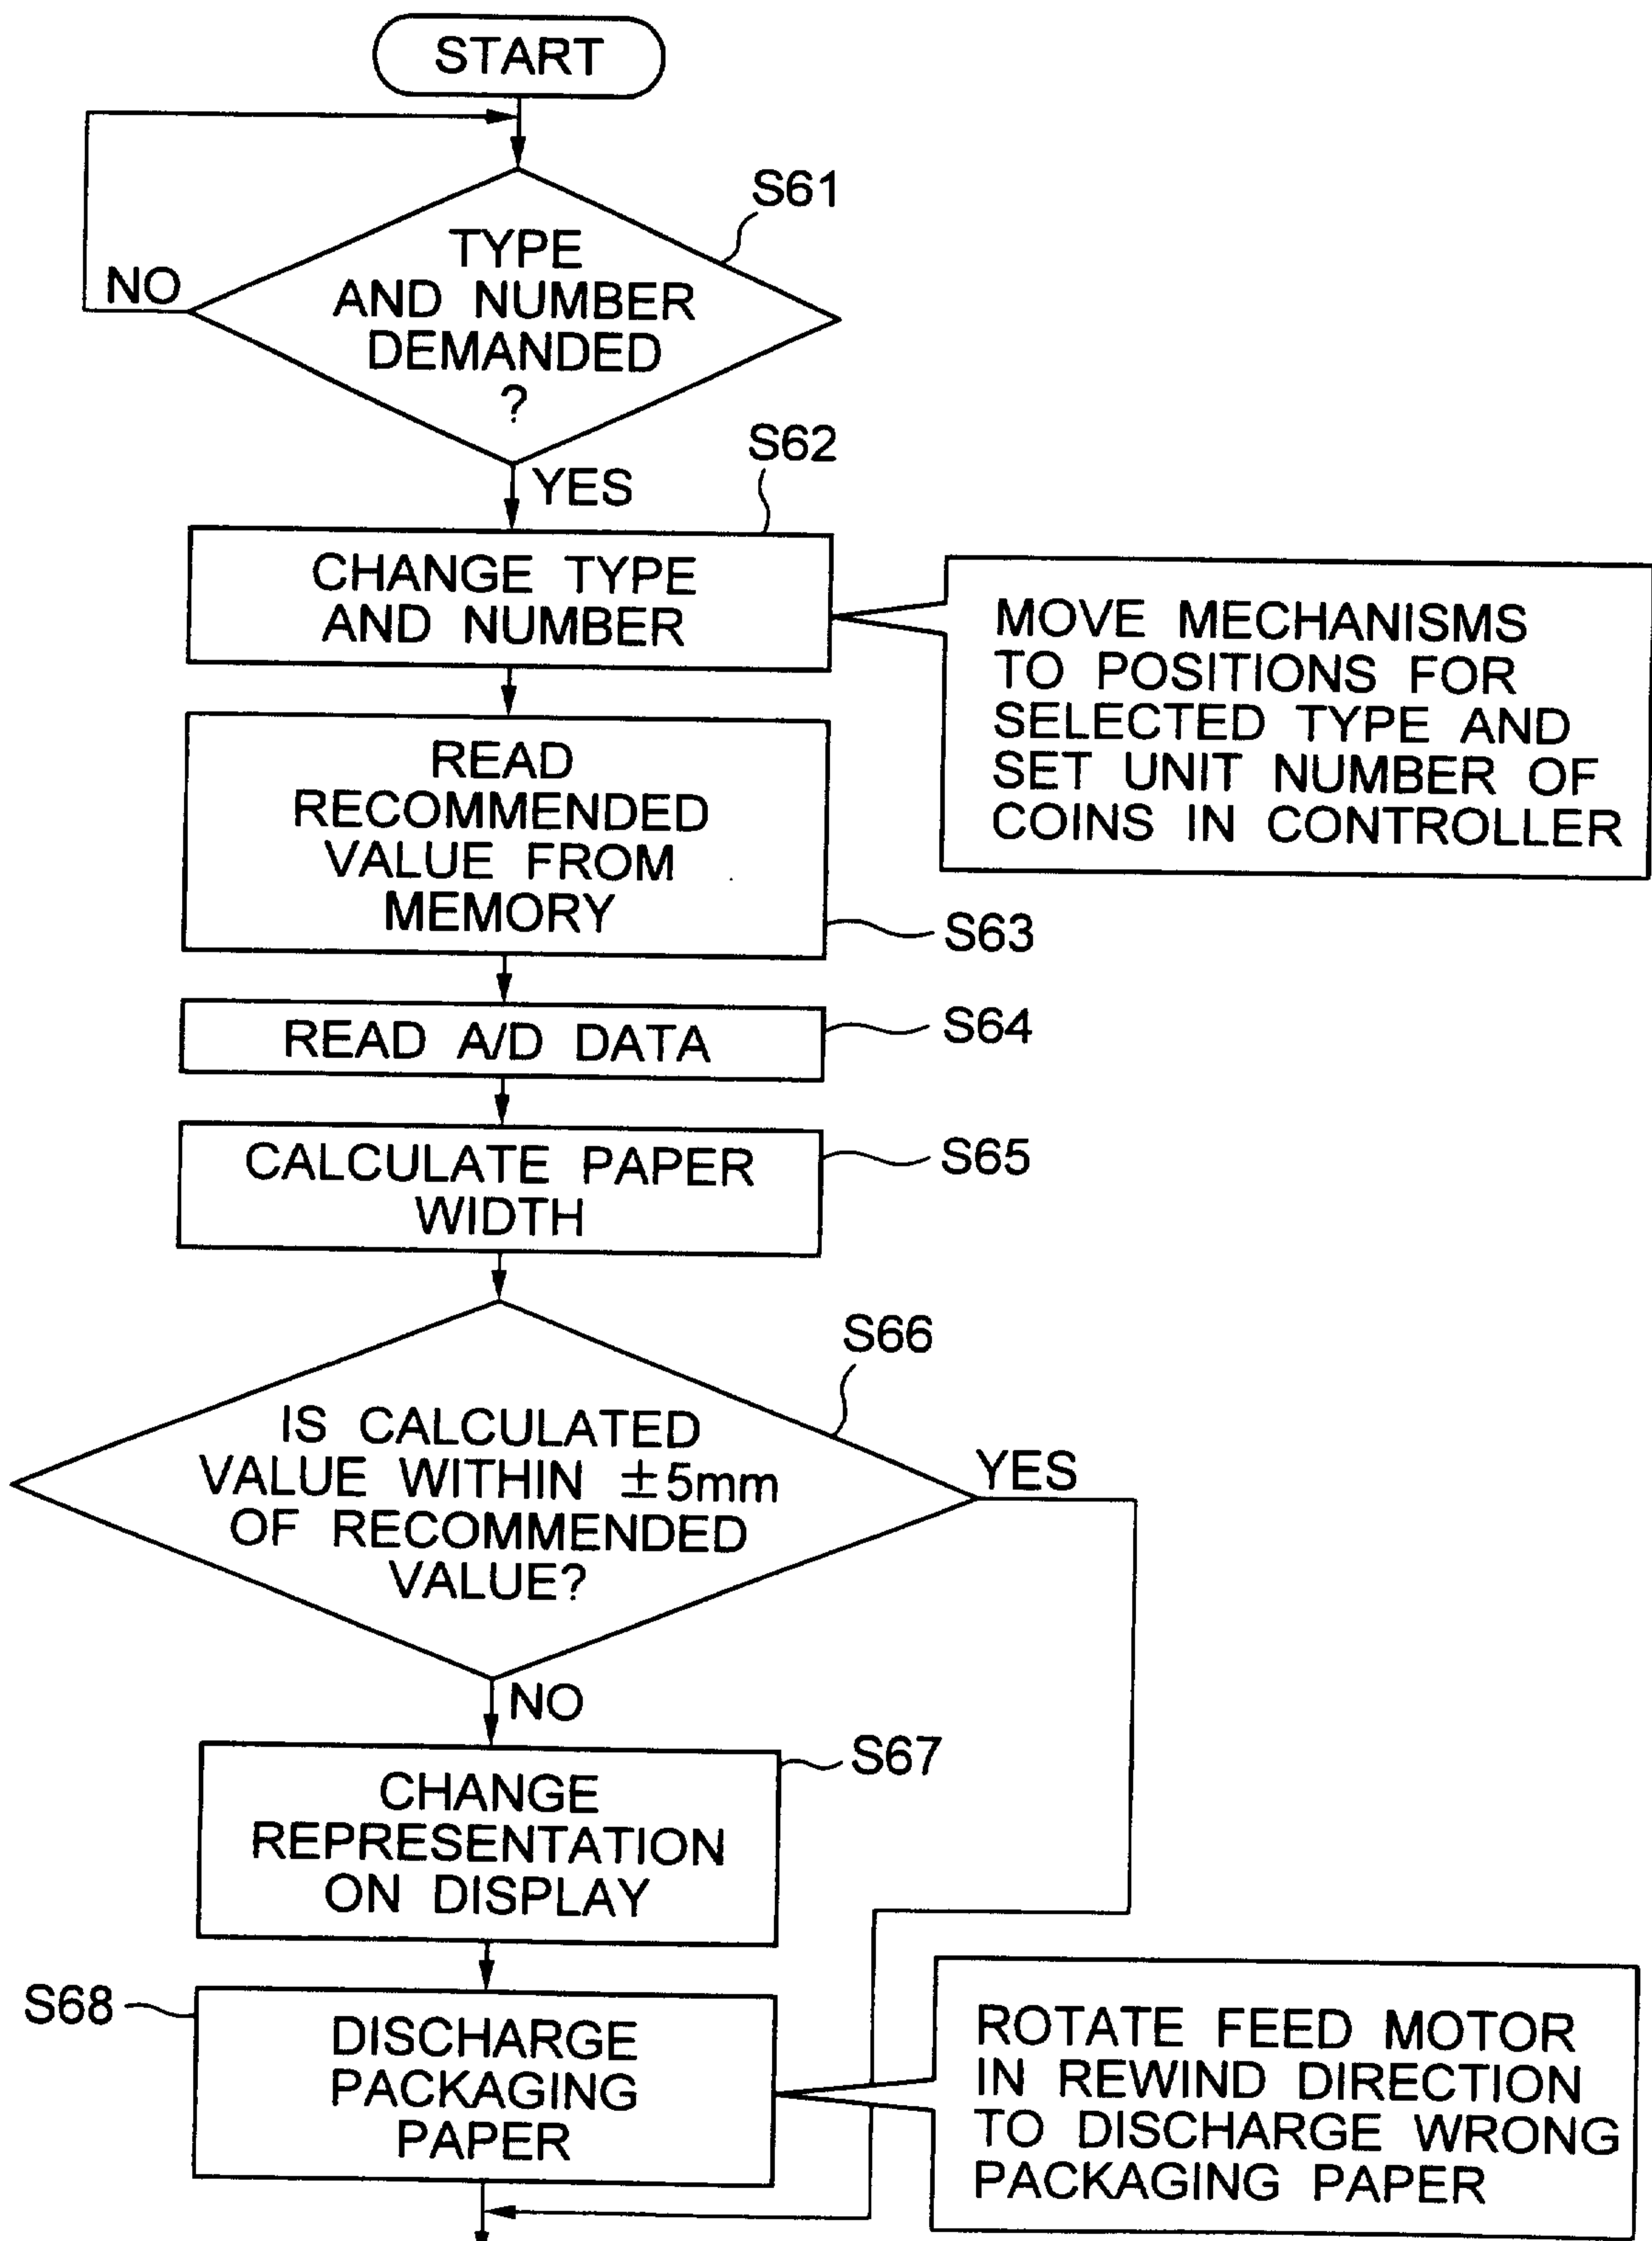 START
S61
TYPE
AND NUMBER
DEMANDED
?
NO
YES
S62
CHANGE TYPE
AND NUMBER
MOVE MECHANISMS
TO POSITIONS FOR
SELECTED TYPE AND
SET UNIT NUMBER OF
COINS IN CONTROLLER
READ
RECOMMENDED
VALUE FROM
MEMORY
S63
READ A/D DATA
S64
CALCULATE PAPER
WIDTH
S65
S66
IS CALCULATED
VALUE WITHIN ±5mm
OF RECOMMENDED
VALUE?
YES
NO
S67
CHANGE
REPRESENTATION
ON DISPLAY
S68
DISCHARGE
PACKAGING
PAPER
ROTATE FEED MOTOR
IN REWIND DIRECTION
TO DISCHARGE WRONG
PACKAGING PAPER